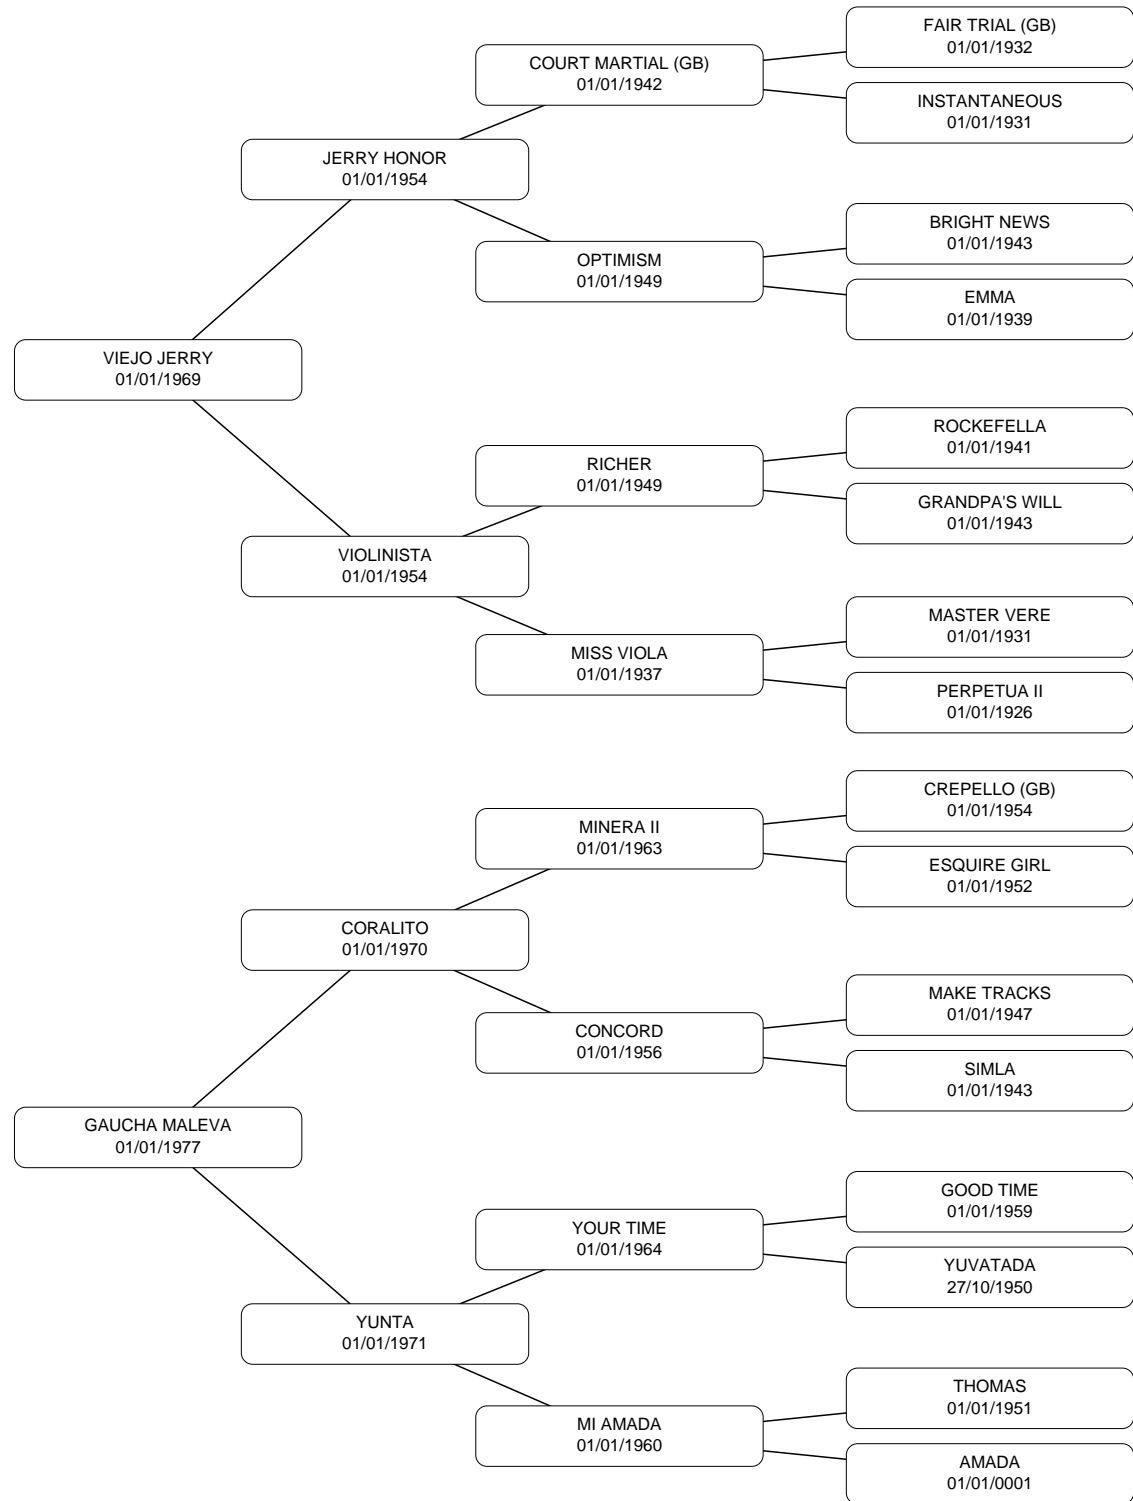 FAIR TRIAL (GB)
01/01/1932
COURT MARTIAL (GB)
01/01/1942
INSTANTANEOUS
01/01/1931
JERRY HONOR
01/01/1954
BRIGHT NEWS
01/01/1943
OPTIMISM
01/01/1949
EMMA
01/01/1939
VIEJO JERRY
01/01/1969
ROCKEFELLA
01/01/1941
RICHER
01/01/1949
GRANDPA'S WILL
01/01/1943
VIOLINISTA
01/01/1954
MASTER VERE
01/01/1931
MISS VIOLA
01/01/1937
PERPETUA II
01/01/1926
CREPELLO (GB)
01/01/1954
MINERA II
01/01/1963
ESQUIRE GIRL
01/01/1952
CORALITO
01/01/1970
MAKE TRACKS
01/01/1947
CONCORD
01/01/1956
SIMLA
01/01/1943
GAUCHA MALEVA
01/01/1977
GOOD TIME
01/01/1959
YOUR TIME
01/01/1964
YUVATADA
27/10/1950
YUNTA
01/01/1971
THOMAS
01/01/1951
MI AMADA
01/01/1960
AMADA
01/01/0001